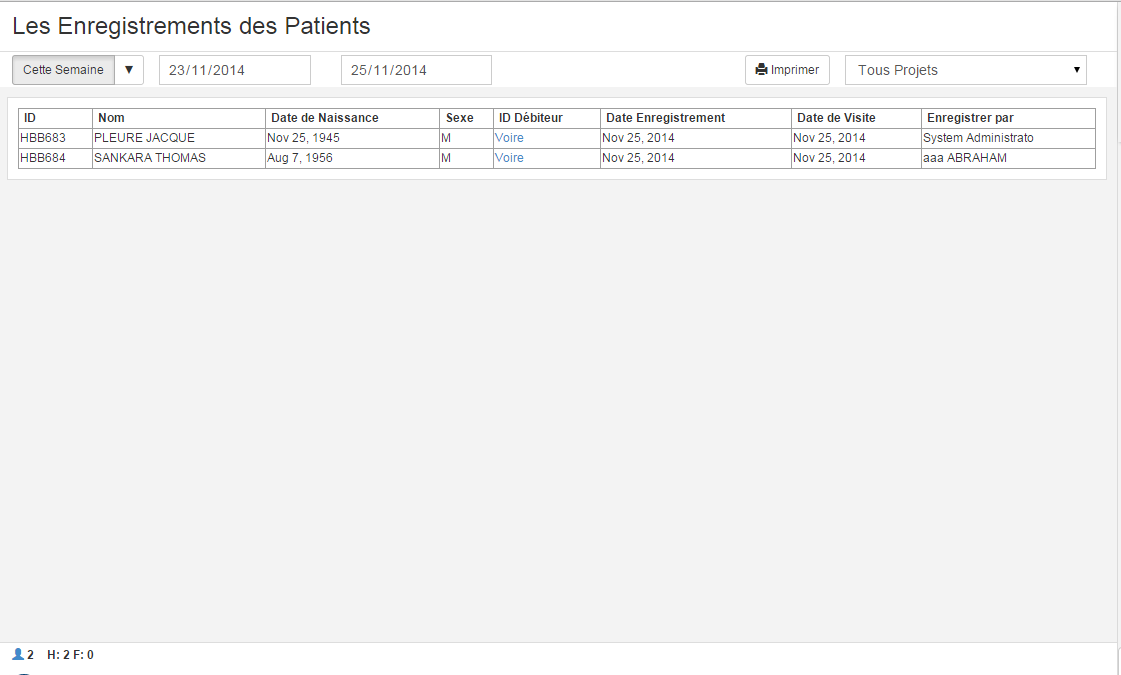 Les Enregistrements des Patients
Cette Semaine ▼ 23/11/2014 25/11/2014 Imprimer Tous Projets ▼
ID Nom Date de Naissance Sexe ID Débiteur Date Enregistrement Date de Visite Enregistrer par
HBB683 PLEURE JACQUE Nov 25, 1945 M Voire Nov 25, 2014 Nov 25, 2014 System Administrato
HBB684 SANKARA THOMAS Aug 7, 1956 M Voire Nov 25, 2014 Nov 25, 2014 aaa ABRAHAM
2 H: 2 F: 0